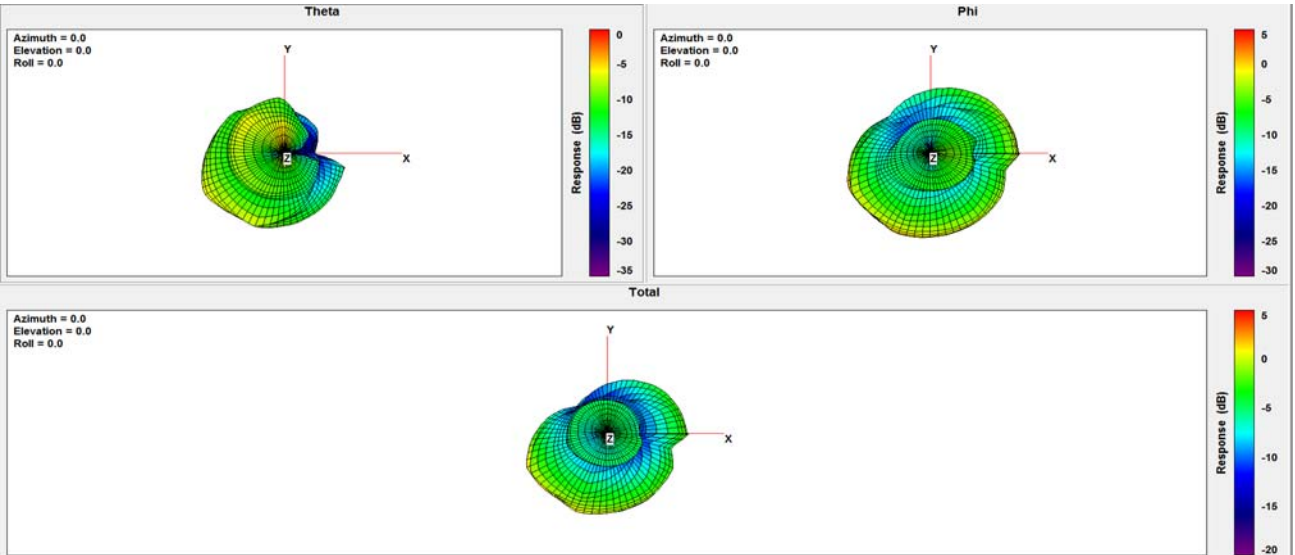 Theta
Azimuth = 0.0
Elevation = 0.0
Roll = 0.0
Y
X
Z
0
-5
-10
-15
-20
-25
-30
-35
Response (dB)
Phi
Azimuth = 0.0
Elevation = 0.0
Roll = 0.0
Y
X
Z
5
0
-5
-10
-15
-20
-25
-30
Response (dB)
Total
Azimuth = 0.0
Elevation = 0.0
Roll = 0.0
Y
X
Z
5
0
-5
-10
-15
-20
Response (dB)